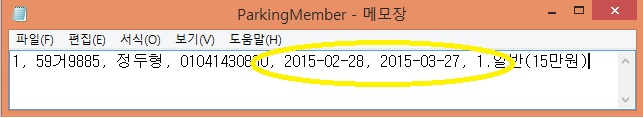 ParkingMember - 메모장
파일(F) 편집(E) 서식(O) 보기(V) 도움말(H)
1, 59거9885, 정두형, 01041430810, 2015-02-28, 2015-03-27, 1.일반(15만원)